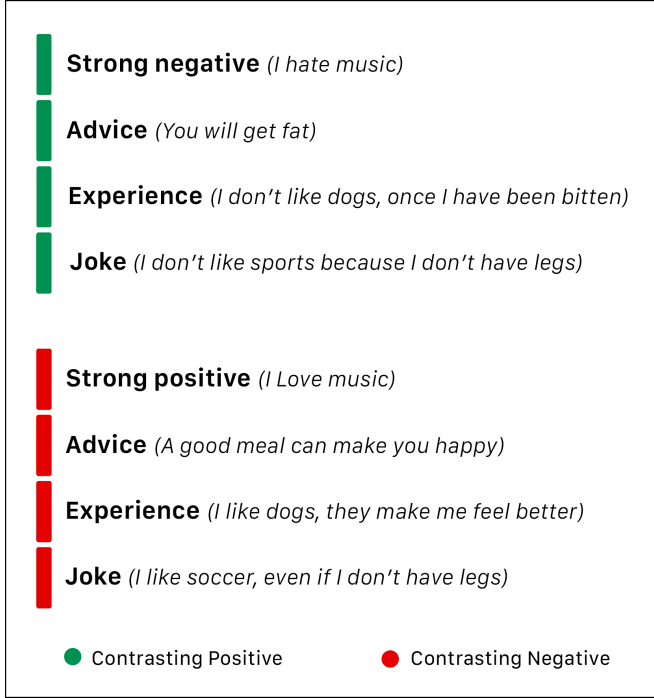 Strong negative (I hate music)
Advice (You will get fat)
Experience (I don’t like dogs, once I have been bitten)
Joke (I don’t like sports because I don’t have legs)
Strong positive (I Love music)
Advice (A good meal can make you happy)
Experience (I like dogs, they make me feel better)
Joke (I like soccer, even if I don’t have legs)
Contrasting Positive Contrasting Negative